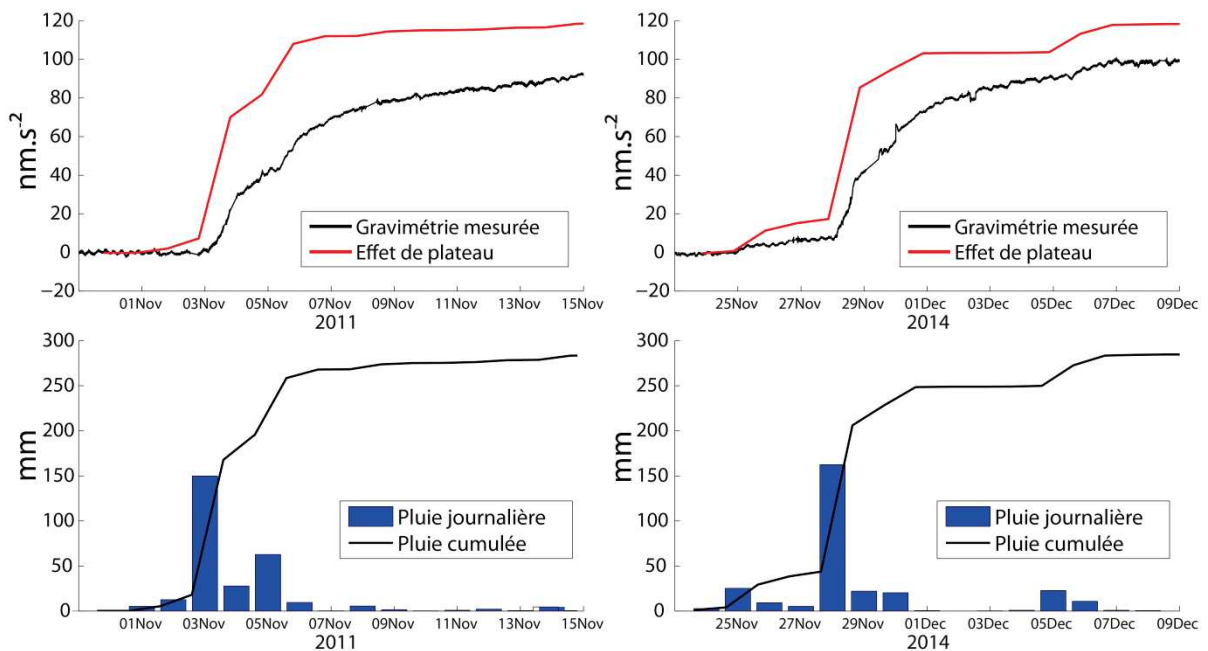 120
100
80
60
40
20
0
−20
nm.s⁻²
Gravimétrie mesurée
Effet de plateau
01Nov 03Nov 05Nov 07Nov 09Nov 11Nov 13Nov 15Nov
2011
120
100
80
60
40
20
0
−20
nm.s⁻²
Gravimétrie mesurée
Effet de plateau
25Nov 27Nov 29Nov 01Dec 03Dec 05Dec 07Dec 09Dec
2014
300
250
200
150
100
50
0
mm
Pluie journalière
Pluie cumulée
01Nov 03Nov 05Nov 07Nov 09Nov 11Nov 13Nov 15Nov
2011
300
250
200
150
100
50
0
mm
Pluie journalière
Pluie cumulée
25Nov 27Nov 29Nov 01Dec 03Dec 05Dec 07Dec 09Dec
2014